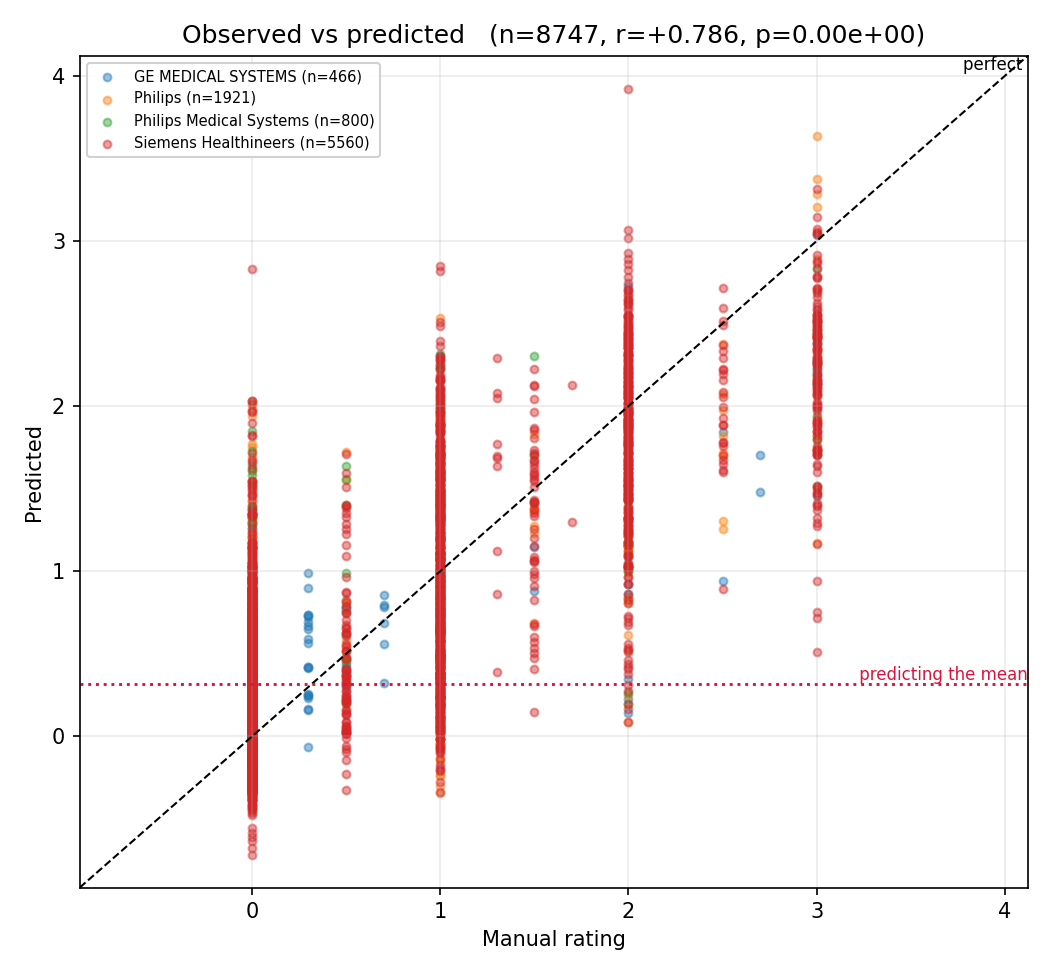 Observed vs predicted   (n=8747, r=+0.786, p=0.00e+00)
perfect
GE MEDICAL SYSTEMS (n=466)
Philips (n=1921)
Philips Medical Systems (n=800)
Siemens Healthineers (n=5560)
4
3
2
1
0
Predicted
predicting the mean
0 1 2 3 4
Manual rating